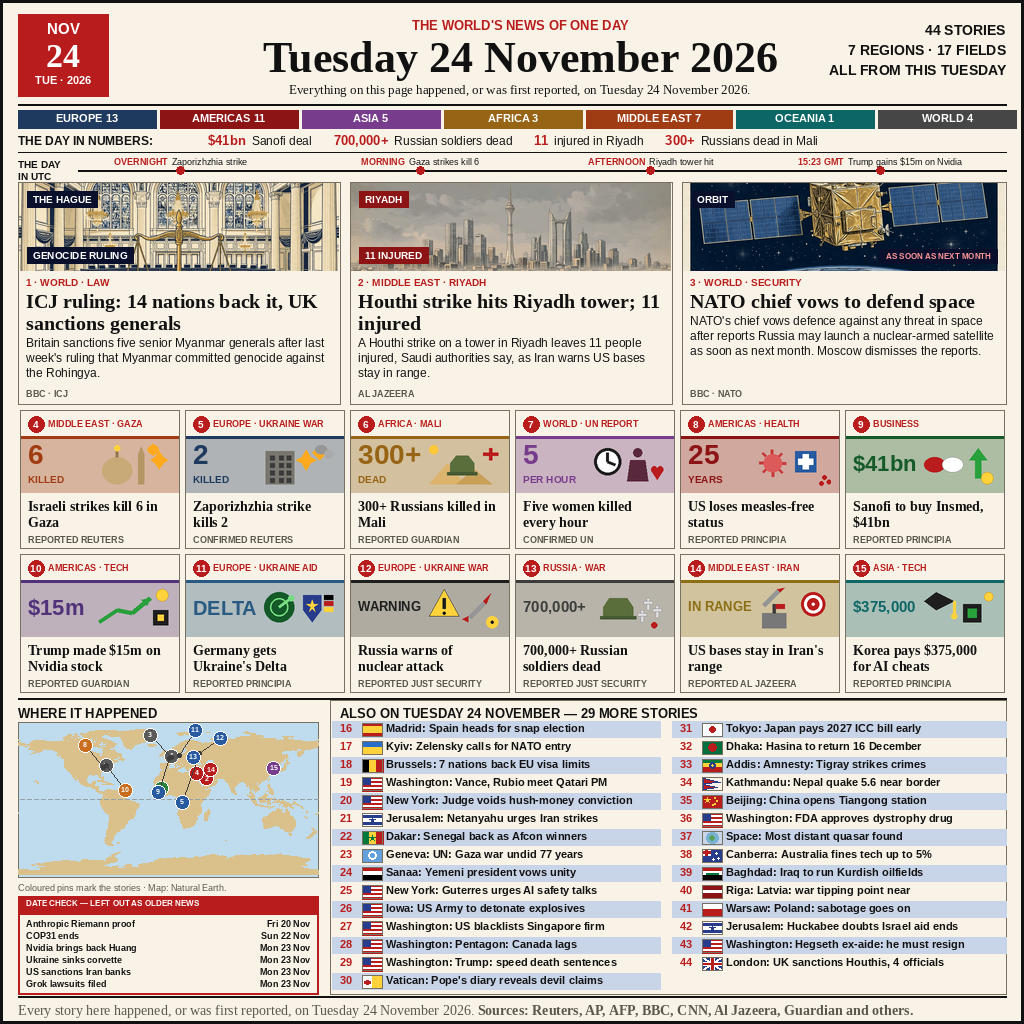 NOV
24
TUE · 2026
THE WORLD'S NEWS OF ONE DAY
Tuesday 24 November 2026
Everything on this page happened, or was first reported, on Tuesday 24 November 2026.
44 STORIES
7 REGIONS · 17 FIELDS
ALL FROM THIS TUESDAY
EUROPE 13
AMERICAS 11
ASIA 5
AFRICA 3
MIDDLE EAST 7
OCEANIA 1
WORLD 4
THE DAY IN NUMBERS:
$41bn Sanofi deal
700,000+ Russian soldiers dead
11 injured in Riyadh
300+ Russians dead in Mali
THE DAY
IN UTC
OVERNIGHT Zaporizhzhia strike
MORNING Gaza strikes kill 6
AFTERNOON Riyadh tower hit
15:23 GMT Trump gains $15m on Nvidia
THE HAGUE
GENOCIDE RULING
1 · WORLD · LAW
ICJ ruling: 14 nations back it, UK
sanctions generals
Britain sanctions five senior Myanmar generals after last
week's ruling that Myanmar committed genocide against
the Rohingya.
BBC · ICJ
RIYADH
11 INJURED
2 · MIDDLE EAST · RIYADH
Houthi strike hits Riyadh tower; 11
injured
A Houthi strike on a tower in Riyadh leaves 11 people
injured, Saudi authorities say, as Iran warns US bases
stay in range.
AL JAZEERA
ORBIT
AS SOON AS NEXT MONTH
3 · WORLD · SECURITY
NATO chief vows to defend space
NATO's chief vows defence against any threat in space
after reports Russia may launch a nuclear-armed satellite
as soon as next month. Moscow dismisses the reports.
BBC · NATO
4 MIDDLE EAST · GAZA
6
KILLED
Israeli strikes kill 6 in
Gaza
REPORTED REUTERS
5 EUROPE · UKRAINE WAR
2
KILLED
Zaporizhzhia strike
kills 2
CONFIRMED REUTERS
6 AFRICA · MALI
300+
DEAD
300+ Russians killed in
Mali
REPORTED GUARDIAN
7 WORLD · UN REPORT
5
PER HOUR
Five women killed
every hour
CONFIRMED UN
8 AMERICAS · HEALTH
25
YEARS
US loses measles-free
status
REPORTED PRINCIPIA
9 BUSINESS
$41bn
Sanofi to buy Insmed,
$41bn
REPORTED PRINCIPIA
10 AMERICAS · TECH
$15m
Trump made $15m on
Nvidia stock
REPORTED GUARDIAN
11 EUROPE · UKRAINE AID
DELTA
Germany gets
Ukraine's Delta
REPORTED PRINCIPIA
12 EUROPE · UKRAINE WAR
WARNING
Russia warns of
nuclear attack
REPORTED JUST SECURITY
13 RUSSIA · WAR
700,000+
700,000+ Russian
soldiers dead
REPORTED JUST SECURITY
14 MIDDLE EAST · IRAN
IN RANGE
US bases stay in Iran's
range
REPORTED AL JAZEERA
15 ASIA · TECH
$375,000
Korea pays $375,000
for AI cheats
REPORTED PRINCIPIA
WHERE IT HAPPENED
8
3
11
12
13
4
14
15
10
9
5
Coloured pins mark the stories · Map: Natural Earth.
DATE CHECK — LEFT OUT AS OLDER NEWS
Anthropic Riemann proof Fri 20 Nov
COP31 ends Sun 22 Nov
Nvidia brings back Huang Mon 23 Nov
Ukraine sinks corvette Mon 23 Nov
US sanctions Iran banks Mon 23 Nov
Grok lawsuits filed Mon 23 Nov
ALSO ON TUESDAY 24 NOVEMBER — 29 MORE STORIES
16 Madrid: Spain heads for snap election
17 Kyiv: Zelensky calls for NATO entry
18 Brussels: 7 nations back EU visa limits
19 Washington: Vance, Rubio meet Qatari PM
20 New York: Judge voids hush-money conviction
21 Jerusalem: Netanyahu urges Iran strikes
22 Dakar: Senegal back as Afcon winners
23 Geneva: UN: Gaza war undid 77 years
24 Sanaa: Yemeni president vows unity
25 New York: Guterres urges AI safety talks
26 Iowa: US Army to detonate explosives
27 Washington: US blacklists Singapore firm
28 Washington: Pentagon: Canada lags
29 Washington: Trump: speed death sentences
30 Vatican: Pope's diary reveals devil claims
31 Tokyo: Japan pays 2027 ICC bill early
32 Dhaka: Hasina to return 16 December
33 Addis: Amnesty: Tigray strikes crimes
34 Kathmandu: Nepal quake 5.6 near border
35 Beijing: China opens Tiangong station
36 Washington: FDA approves dystrophy drug
37 Space: Most distant quasar found
38 Canberra: Australia fines tech up to 5%
39 Baghdad: Iraq to run Kurdish oilfields
40 Riga: Latvia: war tipping point near
41 Warsaw: Poland: sabotage goes on
42 Jerusalem: Huckabee doubts Israel aid ends
43 Washington: Hegseth ex-aide: he must resign
44 London: UK sanctions Houthis, 4 officials
Every story here happened, or was first reported, on Tuesday 24 November 2026. Sources: Reuters, AP, AFP, BBC, CNN, Al Jazeera, Guardian and others.